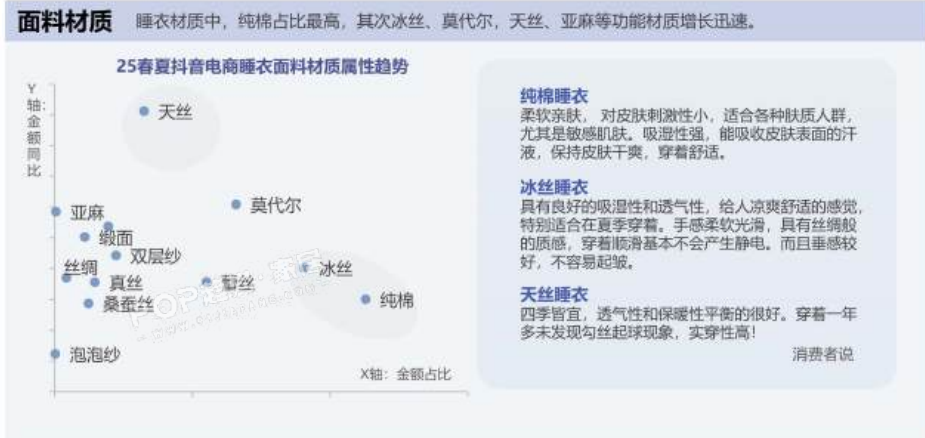 面料材质
睡衣材质中，纯棉占比最高，其次冰丝、莫代尔，天丝、亚麻等功能材质增长迅速。
25春夏抖音电商睡衣面料材质属性趋势
Y轴：金额同比
天丝
莫代尔
亚麻
缎面
双层纱
丝绸
真丝
蚕丝
冰丝
桑蚕丝
纯棉
泡泡纱
X轴：金额占比
纯棉睡衣
柔软亲肤，对皮肤刺激性小，适合各种肤质人群，
尤其是敏感肌肤。吸湿性强，能吸收皮肤表面的汗
液，保持皮肤干爽，穿着舒适。
冰丝睡衣
具有良好的吸湿性和透气性，给人凉爽舒适的感觉，
特别适合在夏季穿着。手感柔软光滑，具有丝绸般
的质感，穿着顺滑基本不会产生静电。而且垂感较
好，不容易起皱。
天丝睡衣
四季皆宜，透气性和保暖性平衡的很好。穿着一年
多未发现勾丝起球现象，实穿性高！
消费者说